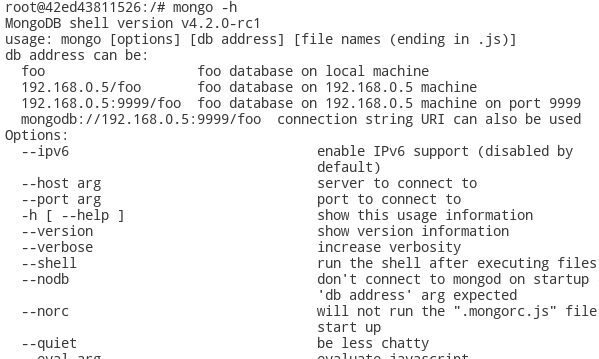 root@42ed43811526:/# mongo -h
MongoDB shell version v4.2.0-rc1
usage: mongo [options] [db address] [file names (ending in .js)]
db address can be:
  foo                   foo database on local machine
  192.168.0.5/foo       foo database on 192.168.0.5 machine
  192.168.0.5:9999/foo  foo database on 192.168.0.5 machine on port 9999
  mongodb://192.168.0.5:9999/foo  connection string URI can also be used
Options:
  --ipv6                               enable IPv6 support (disabled by
                                       default)
  --host arg                           server to connect to
  --port arg                           port to connect to
  -h [ --help ]                        show this usage information
  --version                            show version information
  --verbose                            increase verbosity
  --shell                              run the shell after executing files
  --nodb                               don't connect to mongod on startup
                                       'db address' arg expected
  --norc                               will not run the ".mongorc.js" file
                                       start up
  --quiet                              be less chatty
  --eval arg                           evaluate javascript